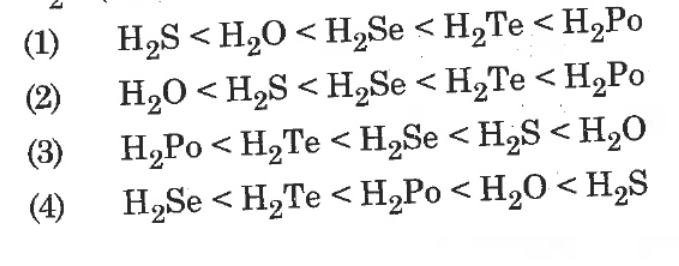 (1) H₂S < H₂O < H₂Se < H₂Te < H₂Po
(2) H₂O < H₂S < H₂Se < H₂Te < H₂Po
(3) H₂Po < H₂Te < H₂Se < H₂S < H₂O
(4) H₂Se < H₂Te < H₂Po < H₂O < H₂S